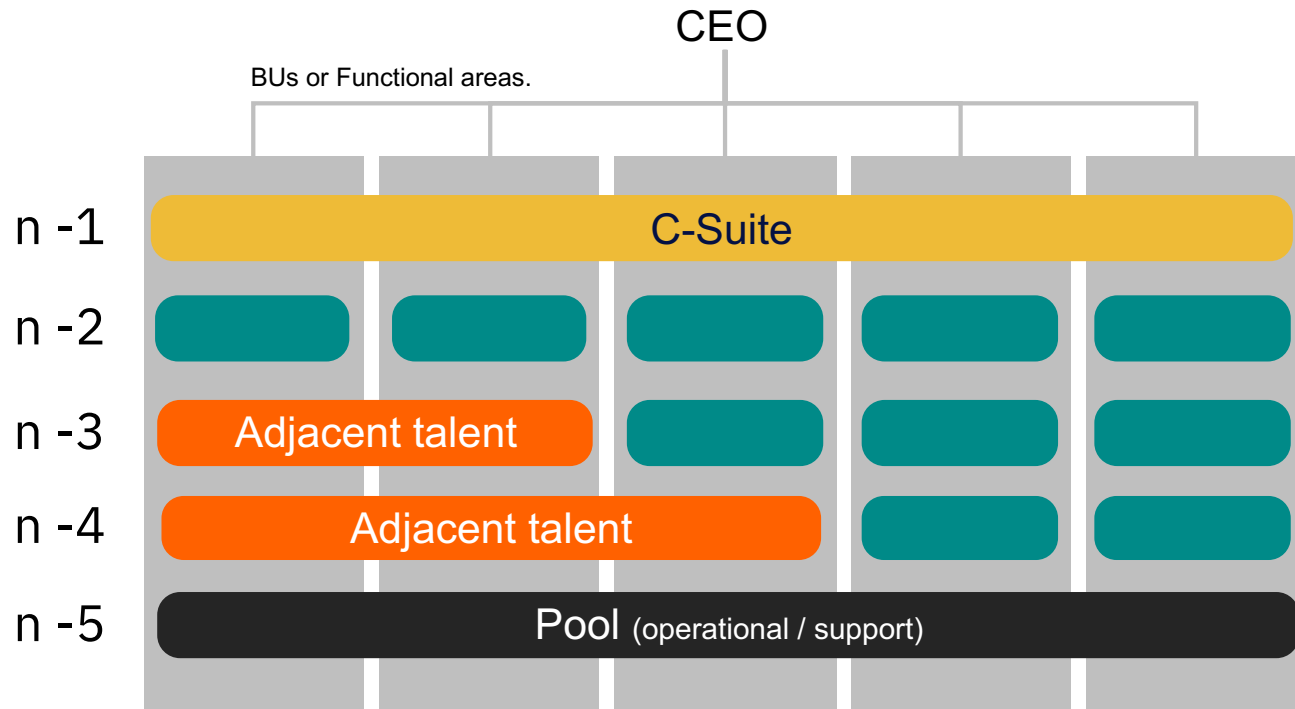 CEO
BUs or Functional areas.
n -1
C-Suite
n -2
n -3
Adjacent talent
n -4
Adjacent talent
n -5
Pool (operational / support)